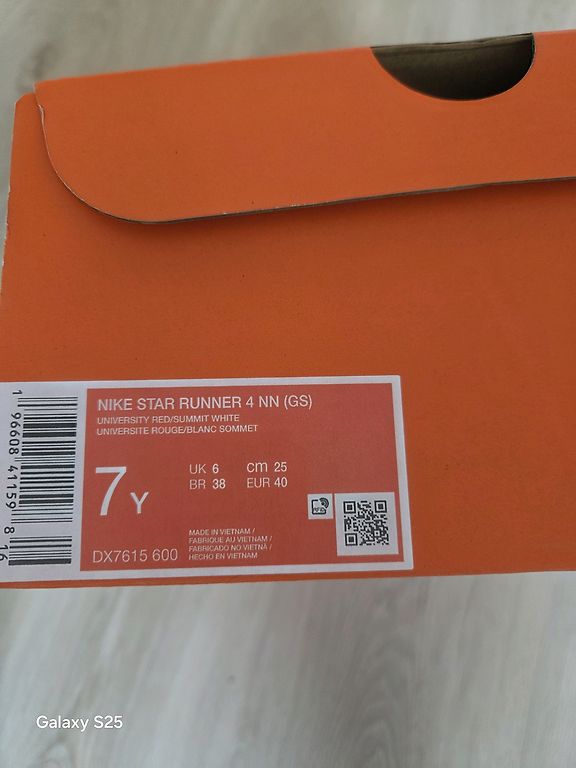 NIKE STAR RUNNER 4 NN (GS)
UNIVERSITY RED/SUMMIT WHITE
UNIVERSITE ROUGE/BLANC SOMMET
7Y
UK 6 cm 25
BR 38 EUR 40
RFID
MADE IN VIETNAM /
FABRIQUE AU VIETNAM /
FABRICADO NO VIETNÃ /
HECHO EN VIETNAM
DX7615 600
1 96608 41159 8 16
Galaxy S25